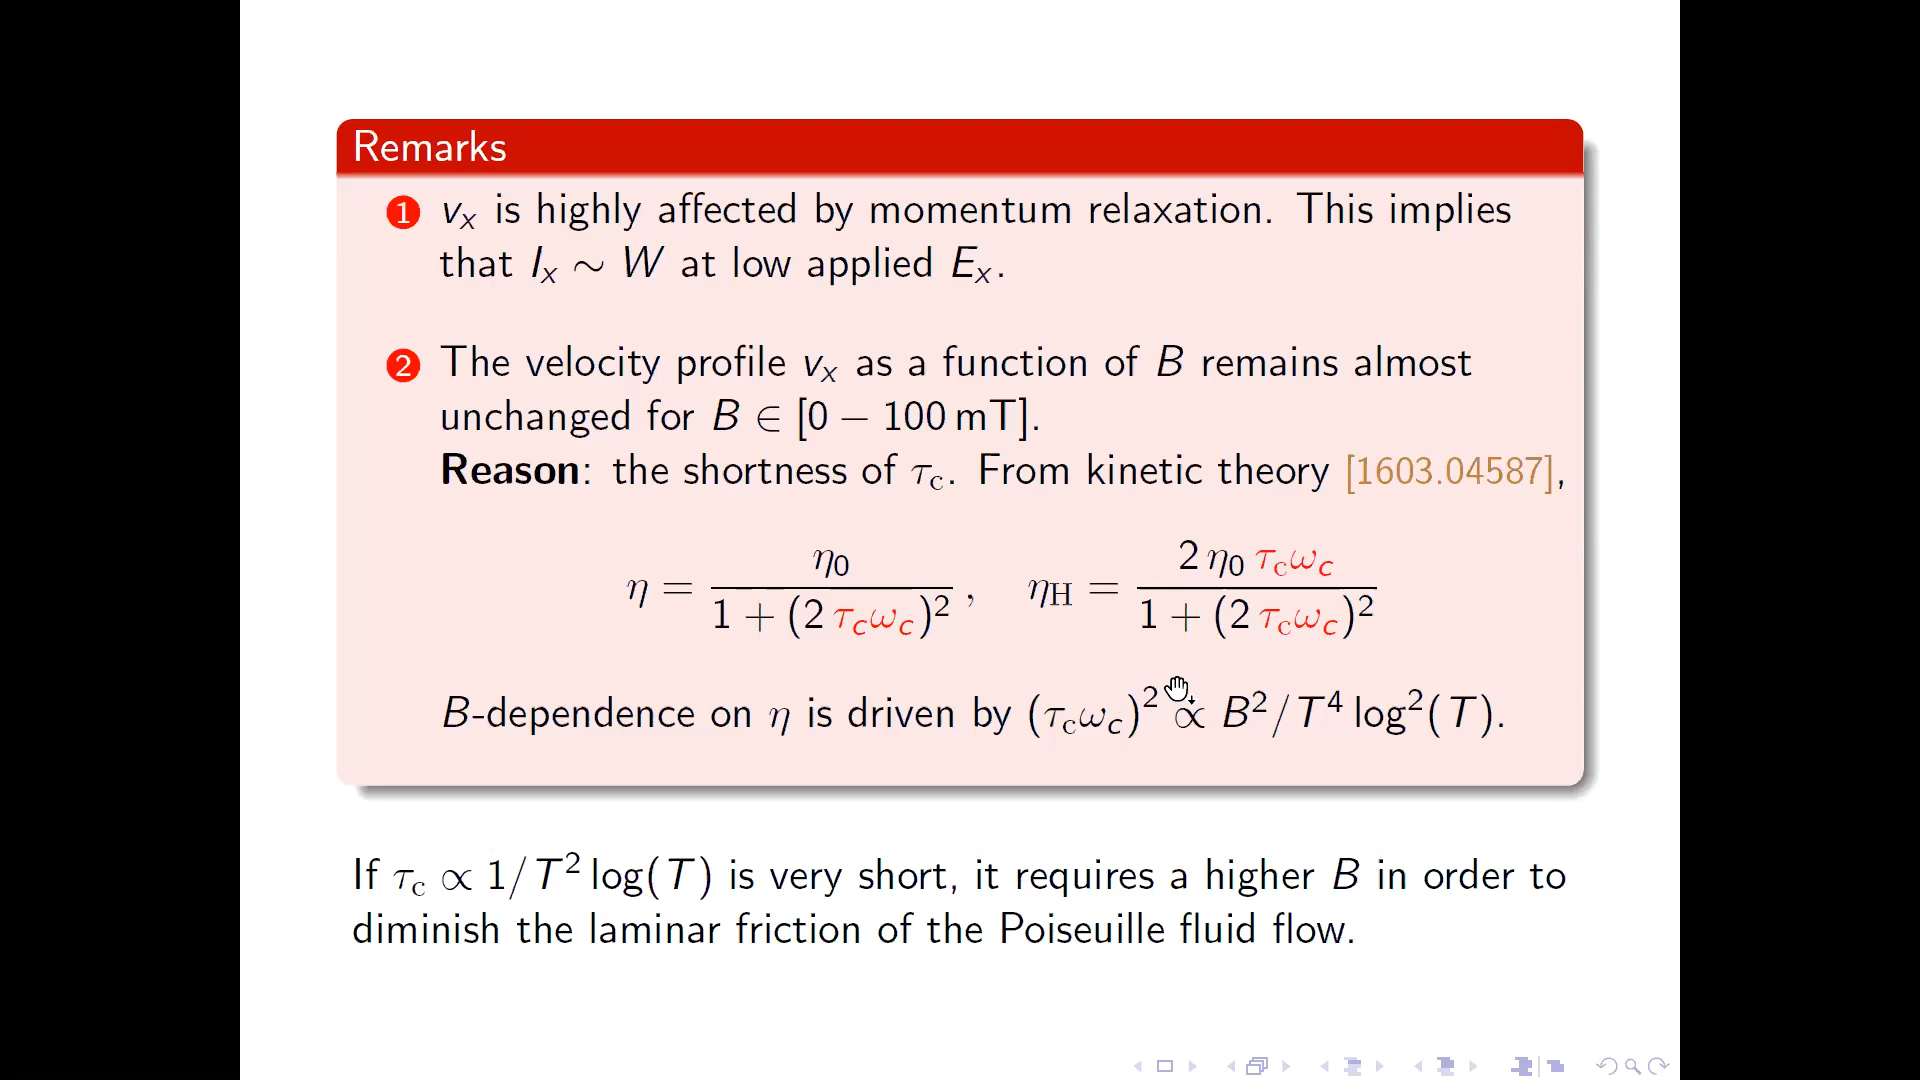 Remarks
1 v_x is highly affected by momentum relaxation. This implies
that I_x ∼ W at low applied E_x.
2 The velocity profile v_x as a function of B remains almost
unchanged for B ∈ [0 − 100 mT].
Reason: the shortness of τ_c. From kinetic theory [1603.04587],
η = η_0 / (1 + (2 τ_c ω_c)^2) , η_H = 2 η_0 τ_c ω_c / (1 + (2 τ_c ω_c)^2)
B-dependence on η is driven by (τ_c ω_c)^2 ∝ B^2/T^4 log^2(T).
If τ_c ∝ 1/T^2 log(T) is very short, it requires a higher B in order to
diminish the laminar friction of the Poiseuille fluid flow.